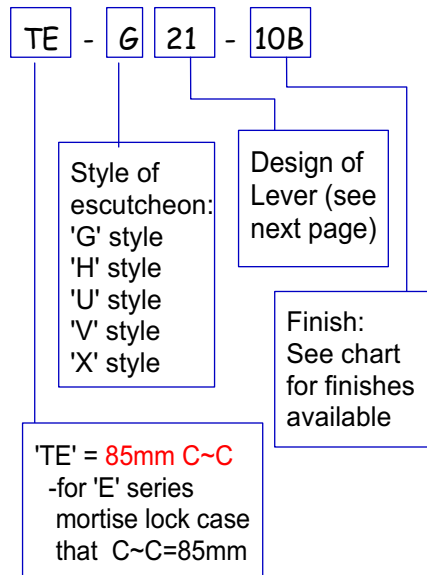 TE - G 21 - 10B
Style of
escutcheon:
'G' style
'H' style
'U' style
'V' style
'X' style
Design of
Lever (see
next page)
Finish:
See chart
for finishes
available
'TE' = 85mm C~C
-for 'E' series
mortise lock case
that C~C=85mm